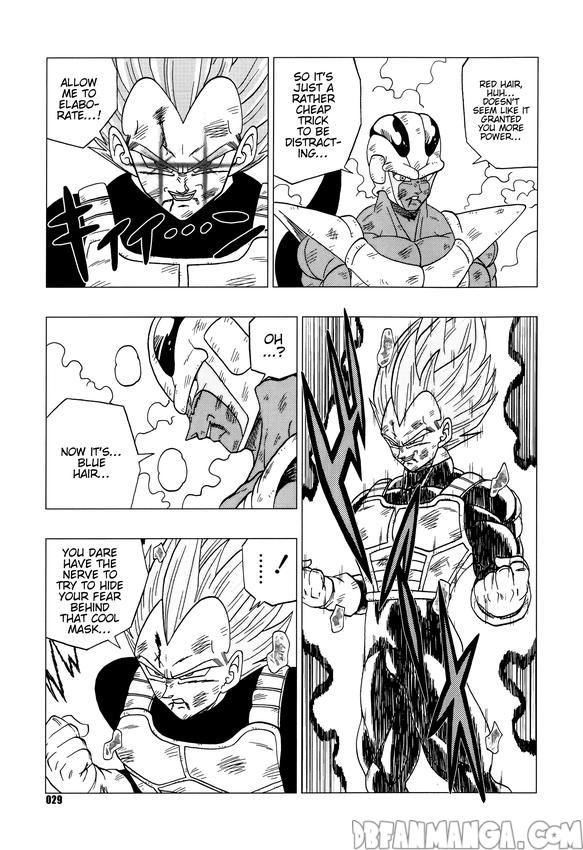 RED HAIR,
HUH...
DOESN'T
SEEM LIKE IT
GRANTED
YOU MORE
POWER...
SO IT'S
JUST A
RATHER
CHEAP
TRICK
TO BE
DISTRACT-
ING...
ALLOW
ME TO
ELABO-
RATE...!
キィイィ…ン
OH
...?
NOW IT'S...
BLUE
HAIR...
......!
YOU DARE
HAVE THE
NERVE TO
TRY TO HIDE
YOUR FEAR
BEHIND
THAT COOL
MASK...
029
DBFANMANGA.COM